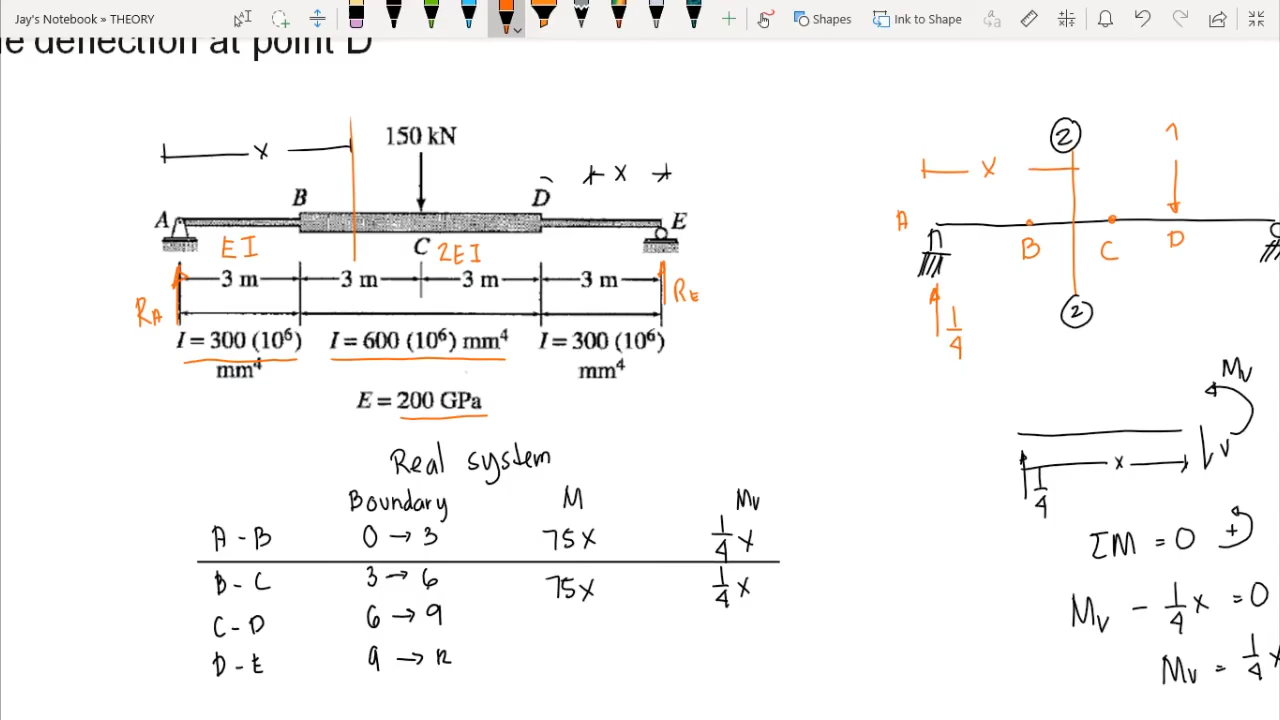 Jay's Notebook » THEORY
Shapes
Ink to Shape
deflection at point D
x
150 kN
x
A
B
D
E
EI
C
2EI
3 m
3 m
3 m
3 m
RA
RE
I = 300 (10⁶) mm⁴
I = 600 (10⁶) mm⁴
I = 300 (10⁶) mm⁴
E = 200 GPa
Real system
Boundary M Mv
A - B 0 → 3 75x 1/4 x
B - C 3 → 6 75x 1/4 x
C - D 6 → 9
D - E 9 → 12
2
1
x
A
B
C
D
1/4
2
Mv
V
x
1/4
ΣM = 0 +
Mv - 1/4 x = 0
Mv = 1/4 x